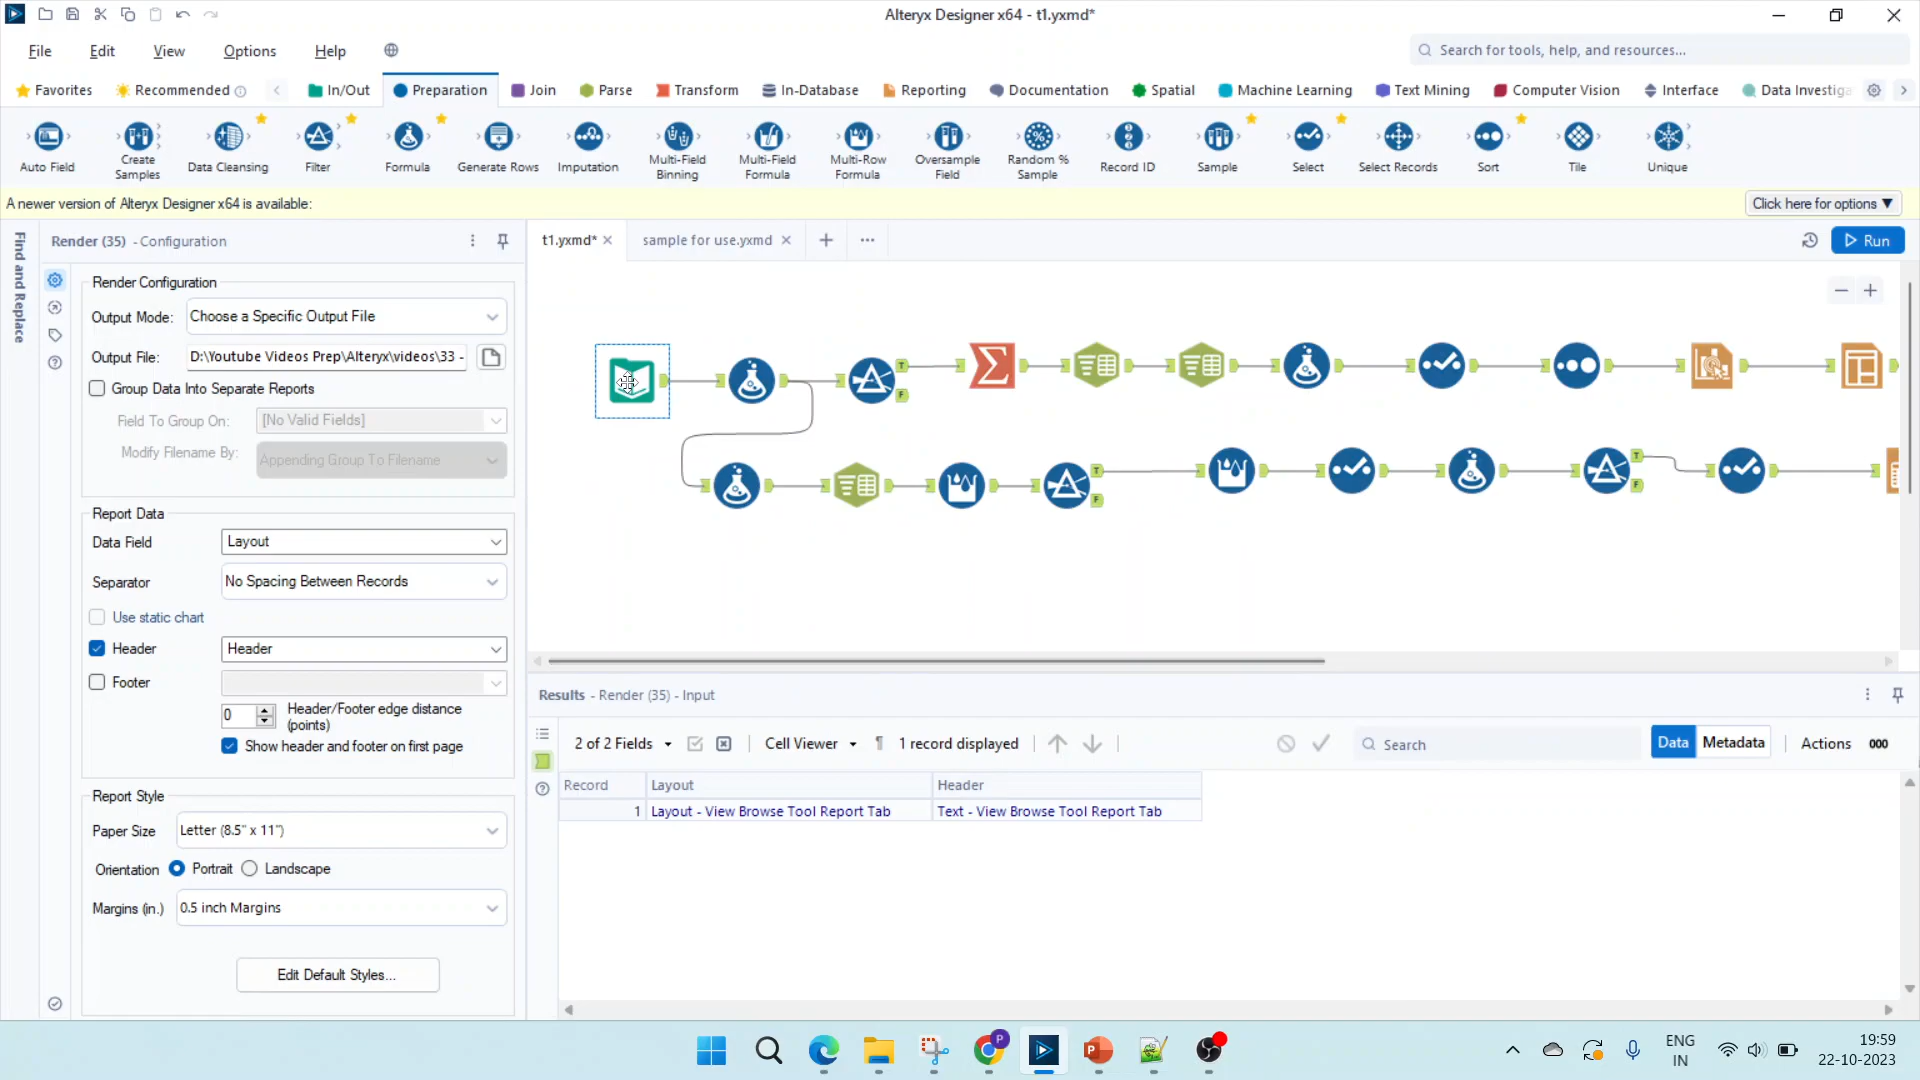 Alteryx Designer x64 - t1.yxmd*
File Edit View Options Help
Search for tools, help, and resources...
Favorites Recommended In/Out Preparation Join Parse Transform In-Database Reporting Documentation Spatial Machine Learning Text Mining Computer Vision Interface Data Investiga
Auto Field
Create Samples
Data Cleansing
Filter
Formula
Generate Rows
Imputation
Multi-Field Binning
Multi-Field Formula
Multi-Row Formula
Oversample Field
Random % Sample
Record ID
Sample
Select
Select Records
Sort
Tile
Unique
A newer version of Alteryx Designer x64 is available:
Click here for options ▼
Find and Replace
Render (35) - Configuration
t1.yxmd*
sample for use.yxmd
Run
Render Configuration
Output Mode: Choose a Specific Output File
Output File: D:\Youtube Videos Prep\Alteryx\videos\33 -
Group Data Into Separate Reports
Field To Group On: [No Valid Fields]
Modify Filename By: Appending Group To Filename
Report Data
Data Field Layout
Separator No Spacing Between Records
Use static chart
Header Header
Footer
0 Header/Footer edge distance
(points)
Show header and footer on first page
Report Style
Paper Size Letter (8.5" x 11")
Orientation Portrait Landscape
Margins (in.) 0.5 inch Margins
Edit Default Styles...
T
F
T
F
T
F
Results - Render (35) - Input
2 of 2 Fields Cell Viewer ¶ 1 record displayed Search Data Metadata Actions 000
Record Layout Header
1 Layout - View Browse Tool Report Tab Text - View Browse Tool Report Tab
P
ENG
IN
19:59
22-10-2023